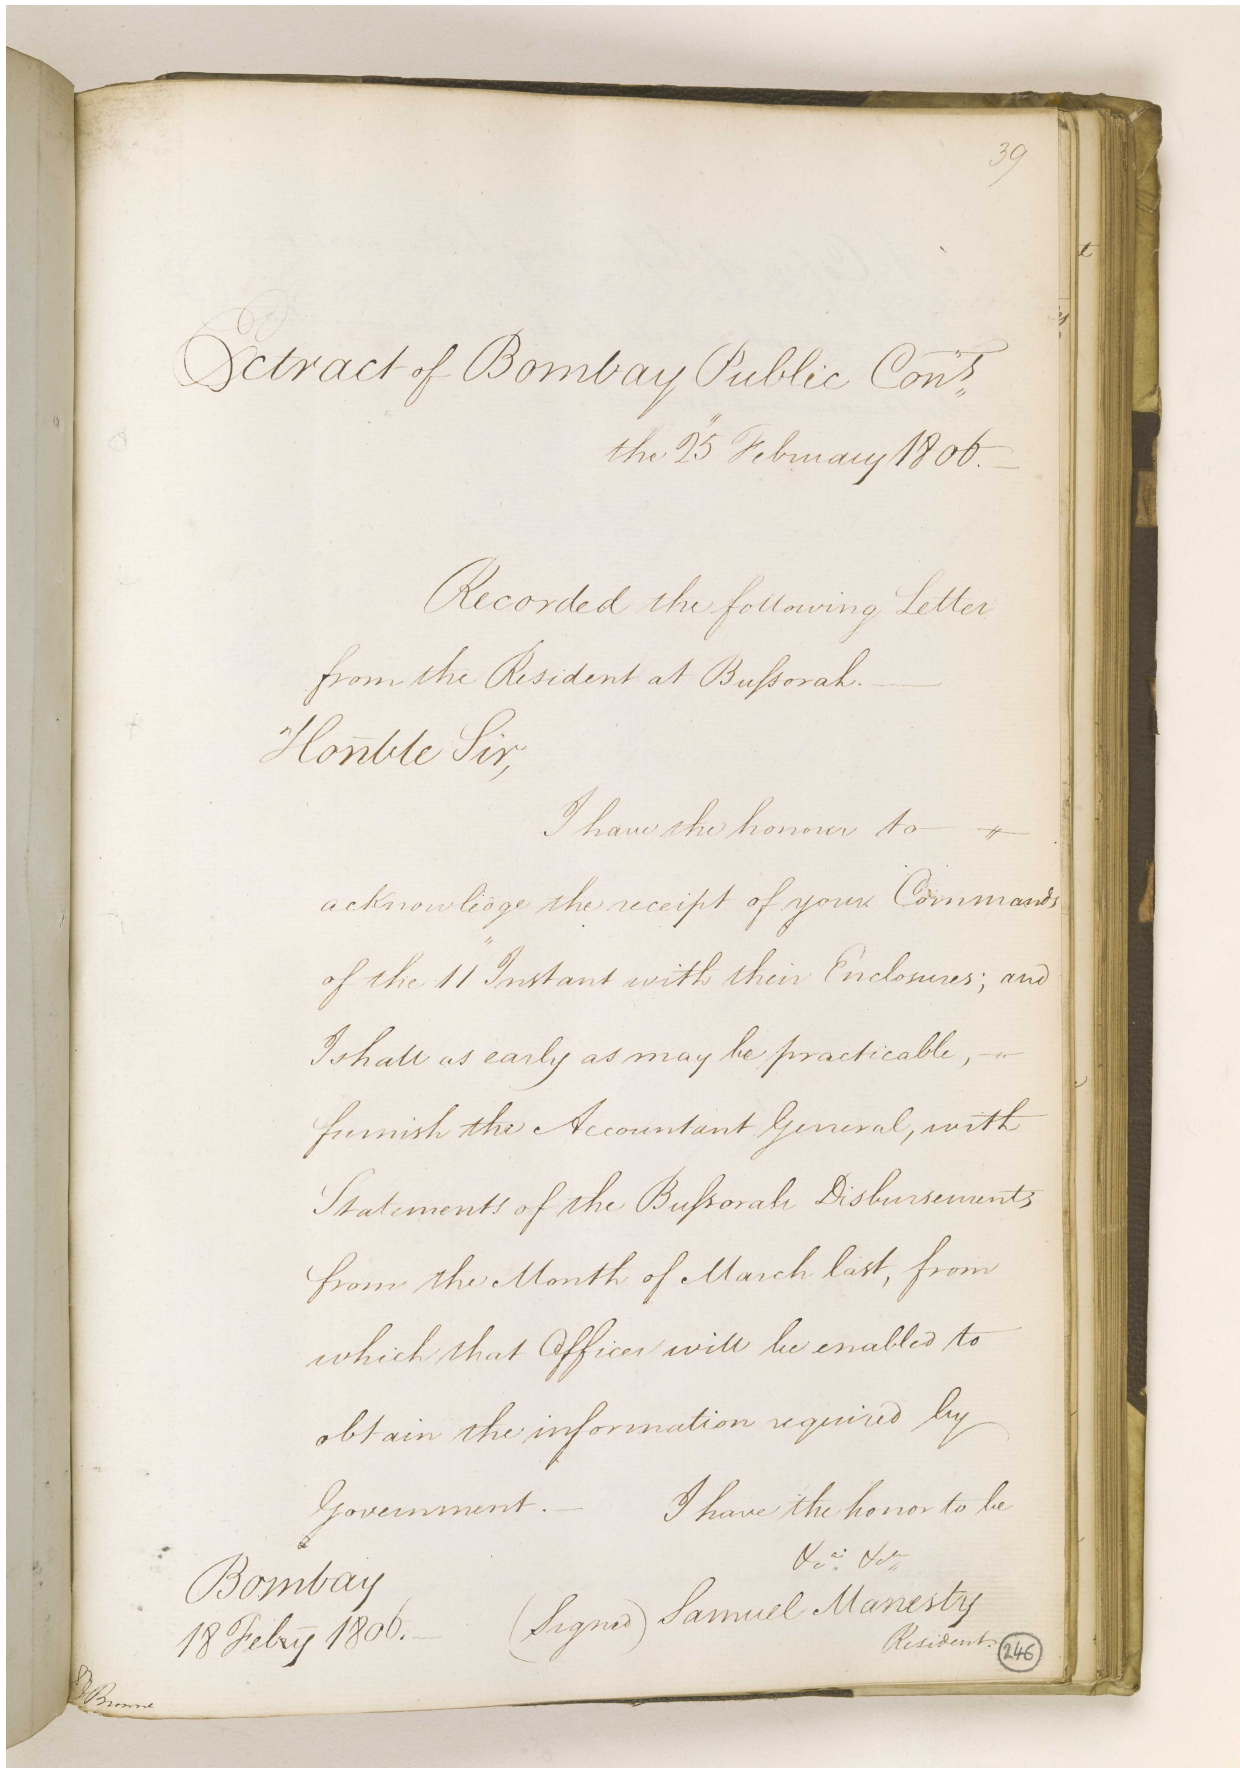 39
Extract of Bombay Public Cons.
the 25 February 1806.
Recorded the following Letter
from the Resident at Bussorah.
Honble Sir,
I have the honour to
acknowledge the receipt of your Commands
of the 11 Instant with their Enclosures; and
I shall as early as may be practicable,
furnish the Accountant General, with
Statements of the Bussorah Disbursements
from the Month of March last, from
which that Officer will be enabled to
obtain the information required by
Government. I have the honor to be
&ca. &ca.
Bombay
18 Febry 1806.
(Signed) Samuel Manesty
Resident.
246
Browne